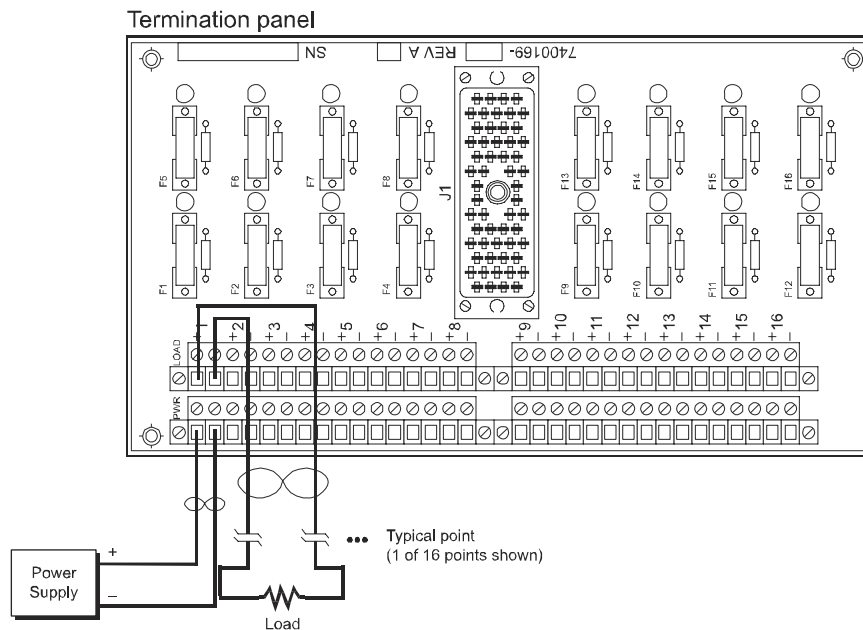 Termination panel
SN
REV A
7400169-
F5
F6
F7
F8
F13
F14
F15
F16
J1
F1
F2
F3
F4
F9
F10
F11
F12
LOAD
+1 − +2 − +3 − +4 − +5 − +6 − +7 − +8 −
+9 − +10 − +11 − +12 − +13 − +14 − +15 − +16 −
PWR
••• Typical point
(1 of 16 points shown)
+
Power
Supply
−
Load